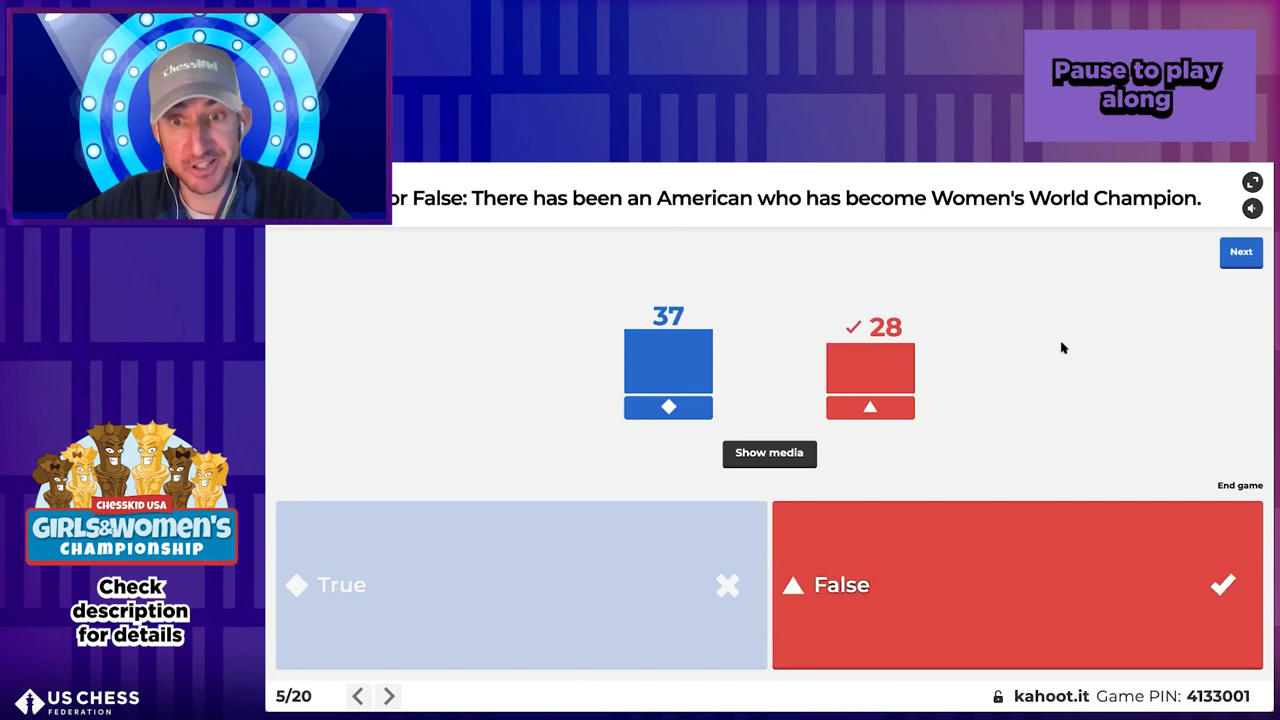 ChessKid
Pause to play
along
or False: There has been an American who has become Women's World Champion.
Next
37
28
Show media
End game
True
False
CHESSKID USA
GIRLS & WOMEN'S
CHAMPIONSHIP
Check
description
for details
US CHESS
FEDERATION
5/20
kahoot.it Game PIN: 4133001